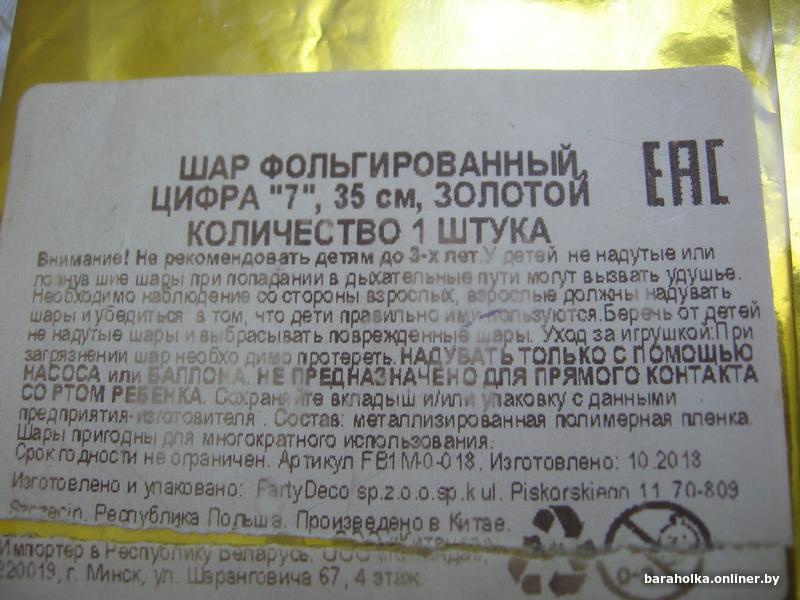 ШАР ФОЛЬГИРОВАННЫЙ,
ЦИФРА "7", 35 см, ЗОЛОТОЙ
КОЛИЧЕСТВО 1 ШТУКА
EAC
Внимание! Не рекомендовать детям до 3-х лет.У детей не надутые или
лопнувшие шары при попадании в дыхательные пути могут вызвать удушье.
Необходимо наблюдение со стороны взрослых, взрослые должны надувать
шары и убедиться в том, что дети правильно ими пользуются.Беречь от детей
не надутые шары и выбрасывать поврежденные шары. Уход за игрушкой:При
загрязнении шар необходимо протереть.НАДУВАТЬ ТОЛЬКО С ПОМОЩЬЮ
НАСОСА или БАЛЛОНА. НЕ ПРЕДНАЗНАЧЕНО ДЛЯ ПРЯМОГО КОНТАКТА
СО РТОМ РЕБЕНКА. Сохраняйте вкладыш и/или упаковку с данными
предприятия-изготовителя . Состав: металлизированная полимерная пленка.
Шары пригодны для многократного использования.
Срок годности не ограничен. Артикул FB1M-0-018. Изготовлено: 10.2018
Изготовлено и упаковано: PartyDeco sp.z.o.o.sp.k ul. 11 70-809
Szczecin. Республика Польша. Произведено в Китае.
Импортер в Республику Беларусь: ООО
220019, г. Минск, ул. Шаранговича 67, 4 этаж.
baraholka.onliner.by